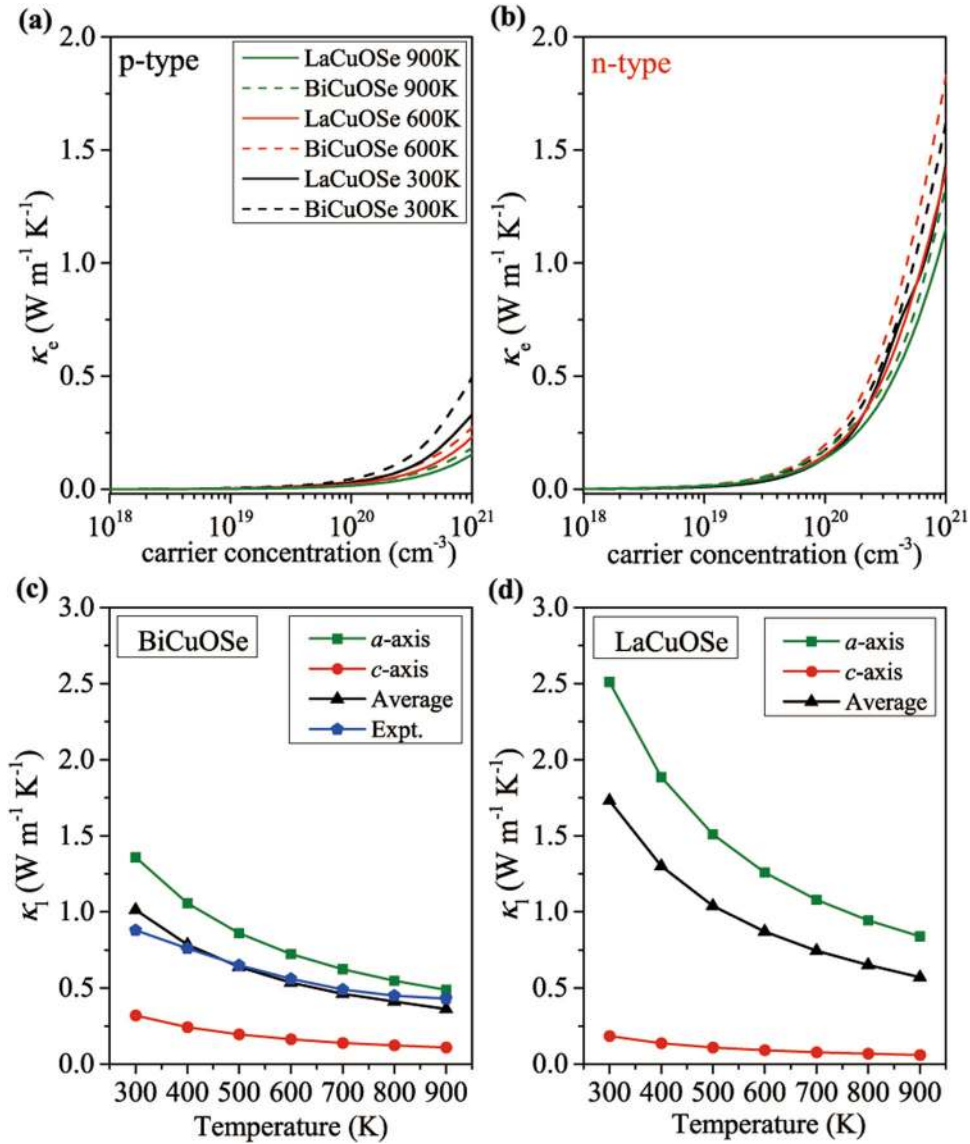 (a)
p-type
LaCuOSe 900K
BiCuOSe 900K
LaCuOSe 600K
BiCuOSe 600K
LaCuOSe 300K
BiCuOSe 300K
2.0
1.5
1.0
0.5
0.0
κe (W m-1 K-1)
10^18 10^19 10^20 10^21
carrier concentration (cm-3)
(b)
n-type
2.0
1.5
1.0
0.5
0.0
κe (W m-1 K-1)
10^18 10^19 10^20 10^21
carrier concentration (cm-3)
(c)
BiCuOSe
a-axis
c-axis
Average
Expt.
3.0
2.5
2.0
1.5
1.0
0.5
0.0
κl (W m-1 K-1)
300 400 500 600 700 800 900
Temperature (K)
(d)
LaCuOSe
a-axis
c-axis
Average
3.0
2.5
2.0
1.5
1.0
0.5
0.0
κl (W m-1 K-1)
300 400 500 600 700 800 900
Temperature (K)